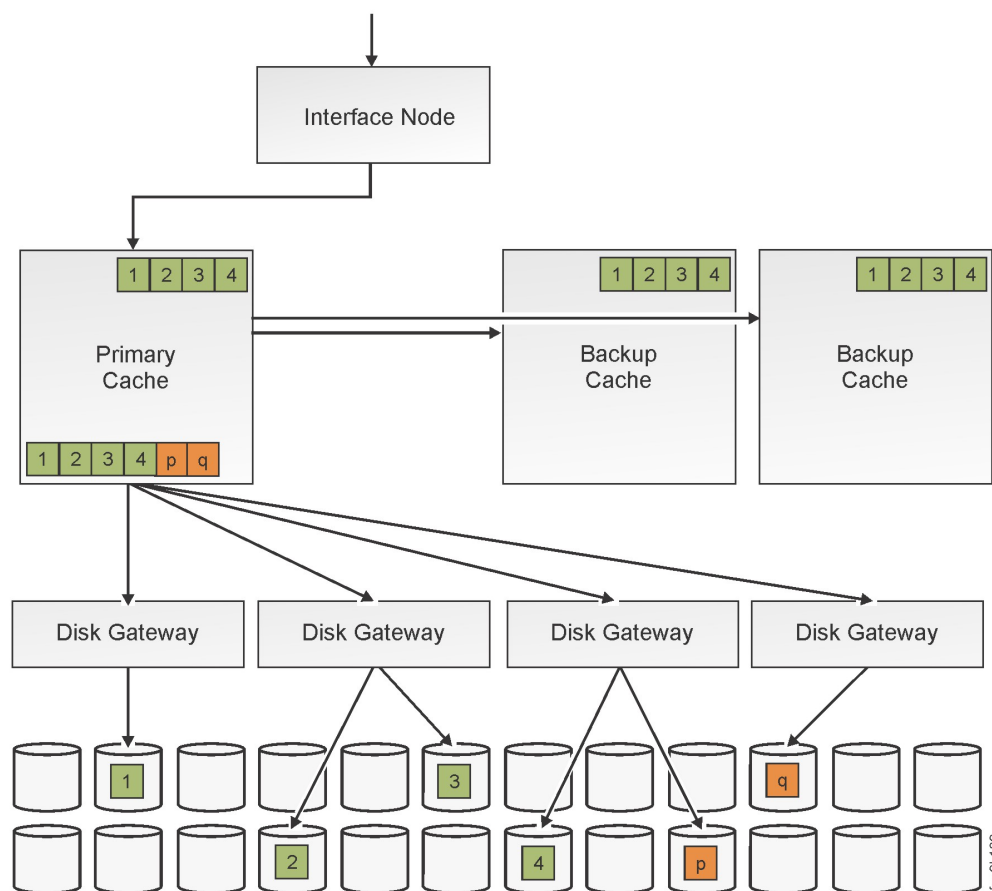 Interface Node
1 2 3 4
Primary
Cache
1 2 3 4 p q
1 2 3 4
Backup
Cache
1 2 3 4
Backup
Cache
Disk Gateway
Disk Gateway
Disk Gateway
Disk Gateway
1
3
q
2
4
p